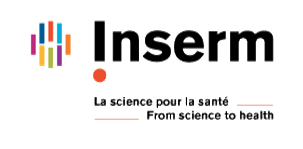 Inserm
La science pour la santé
From science to health